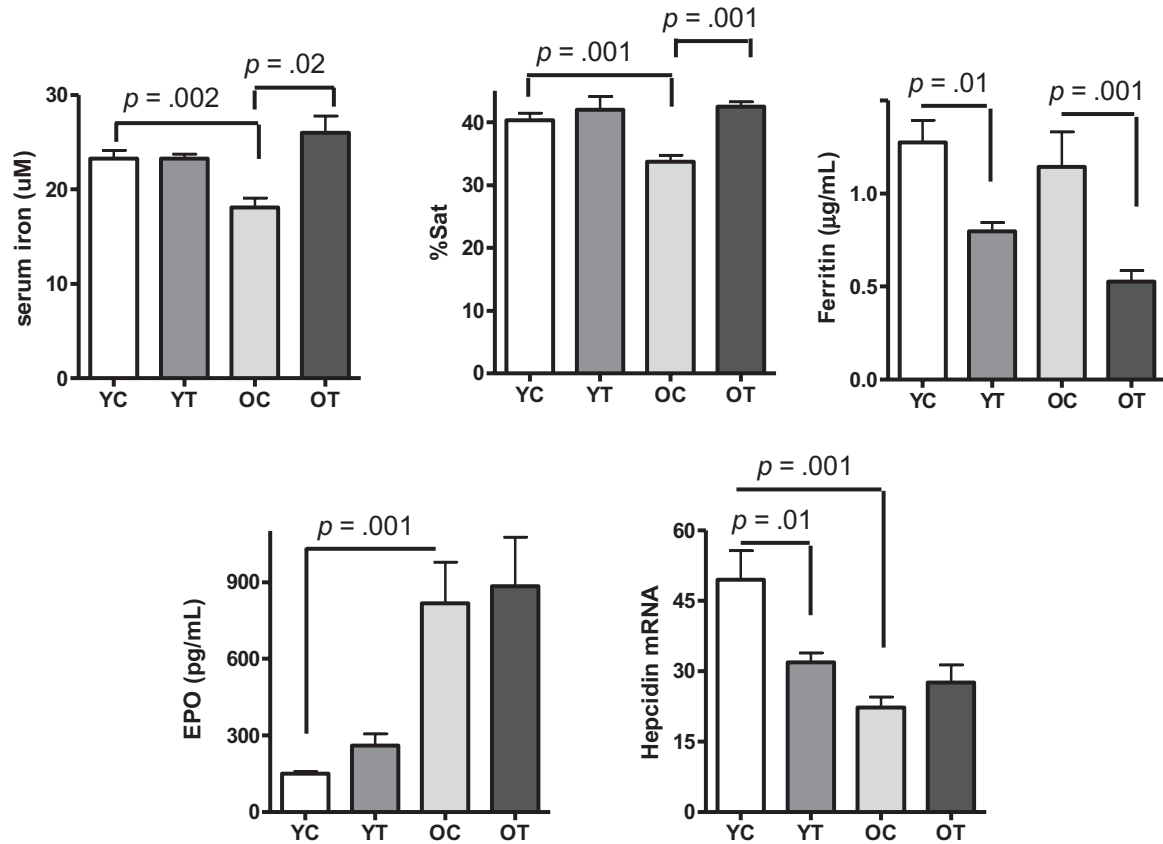 p = .002
p = .02
serum iron (uM)
30
20
10
0
YC YT OC OT
p = .001
p = .001
%Sat
40
30
20
10
0
YC YT OC OT
p = .01
p = .001
Ferritin (µg/mL)
1.0
0.5
0.0
YC YT OC OT
p = .001
EPO (pg/mL)
900
600
300
0
YC YT OC OT
p = .001
p = .01
Hepcidin mRNA
60
45
30
15
0
YC YT OC OT